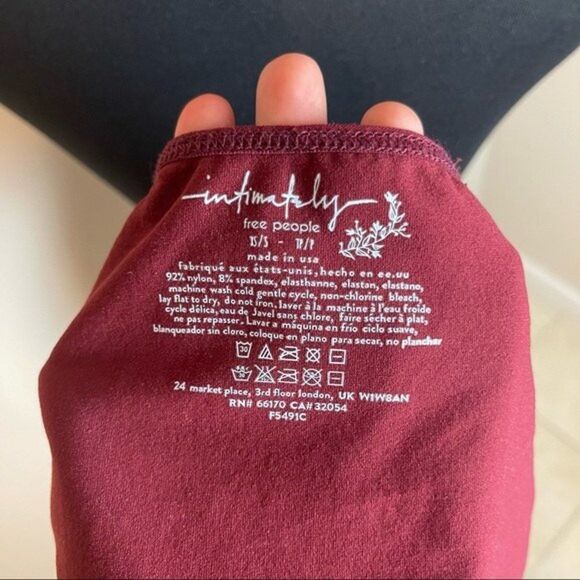 intimately
free people
XS/S - TP/P
made in usa
fabriqué aux états-unis, hecho en ee.uu
92% nylon, 8% spandex, elasthanne, elastan, elastano,
machine wash cold gentle cycle, non-chlorine bleach,
lay flat to dry, do not iron. laver à la machine à l'eau froide
cycle délica, eau de Javel sans chlore, faire sécher à plat,
ne pas repasser, Lavar a máquina en frío ciclo suave,
blanqueador sin cloro, coloque en plano para secar, no planchar
30
24 market place, 3rd floor london, UK W1W8AN
RN# 66170 CA# 32054
F5491C